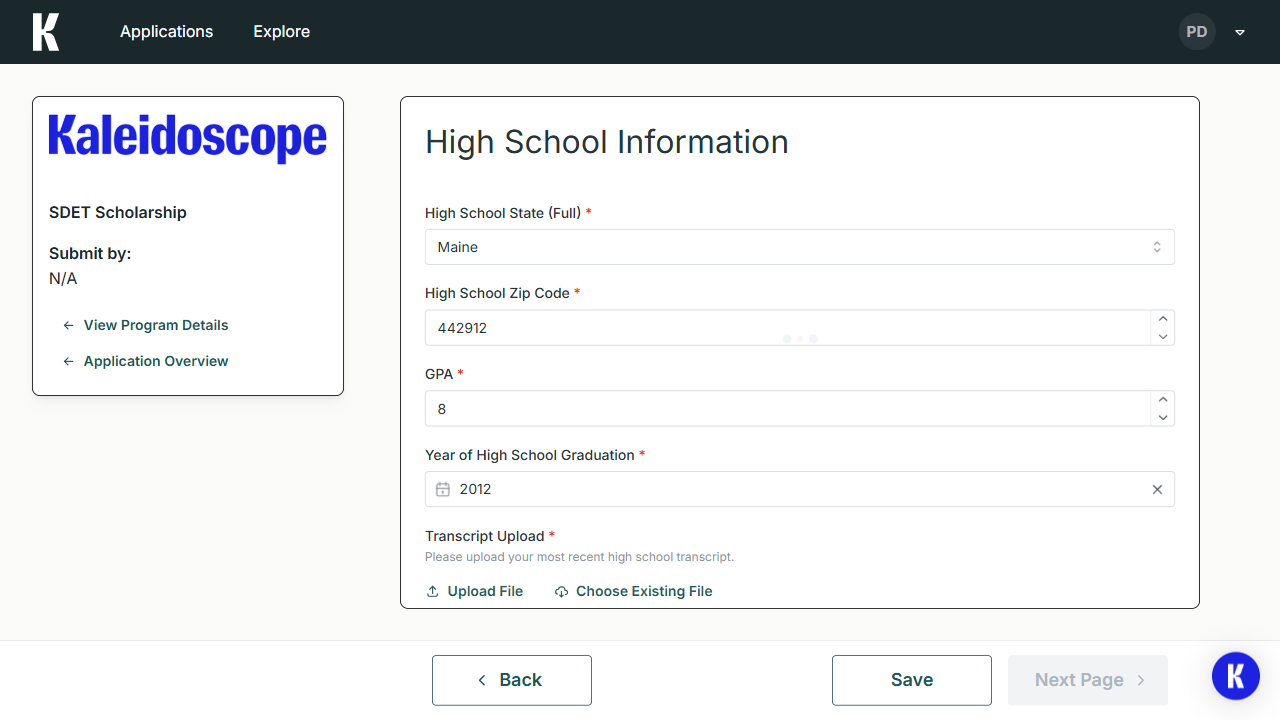 K
Applications
Explore
PD
Kaleidoscope
SDET Scholarship
Submit by:
N/A
View Program Details
Application Overview
High School Information
High School State (Full) *
Maine
High School Zip Code *
442912
GPA *
8
Year of High School Graduation *
2012
Transcript Upload *
Please upload your most recent high school transcript.
Upload File
Choose Existing File
Back
Save
Next Page
K